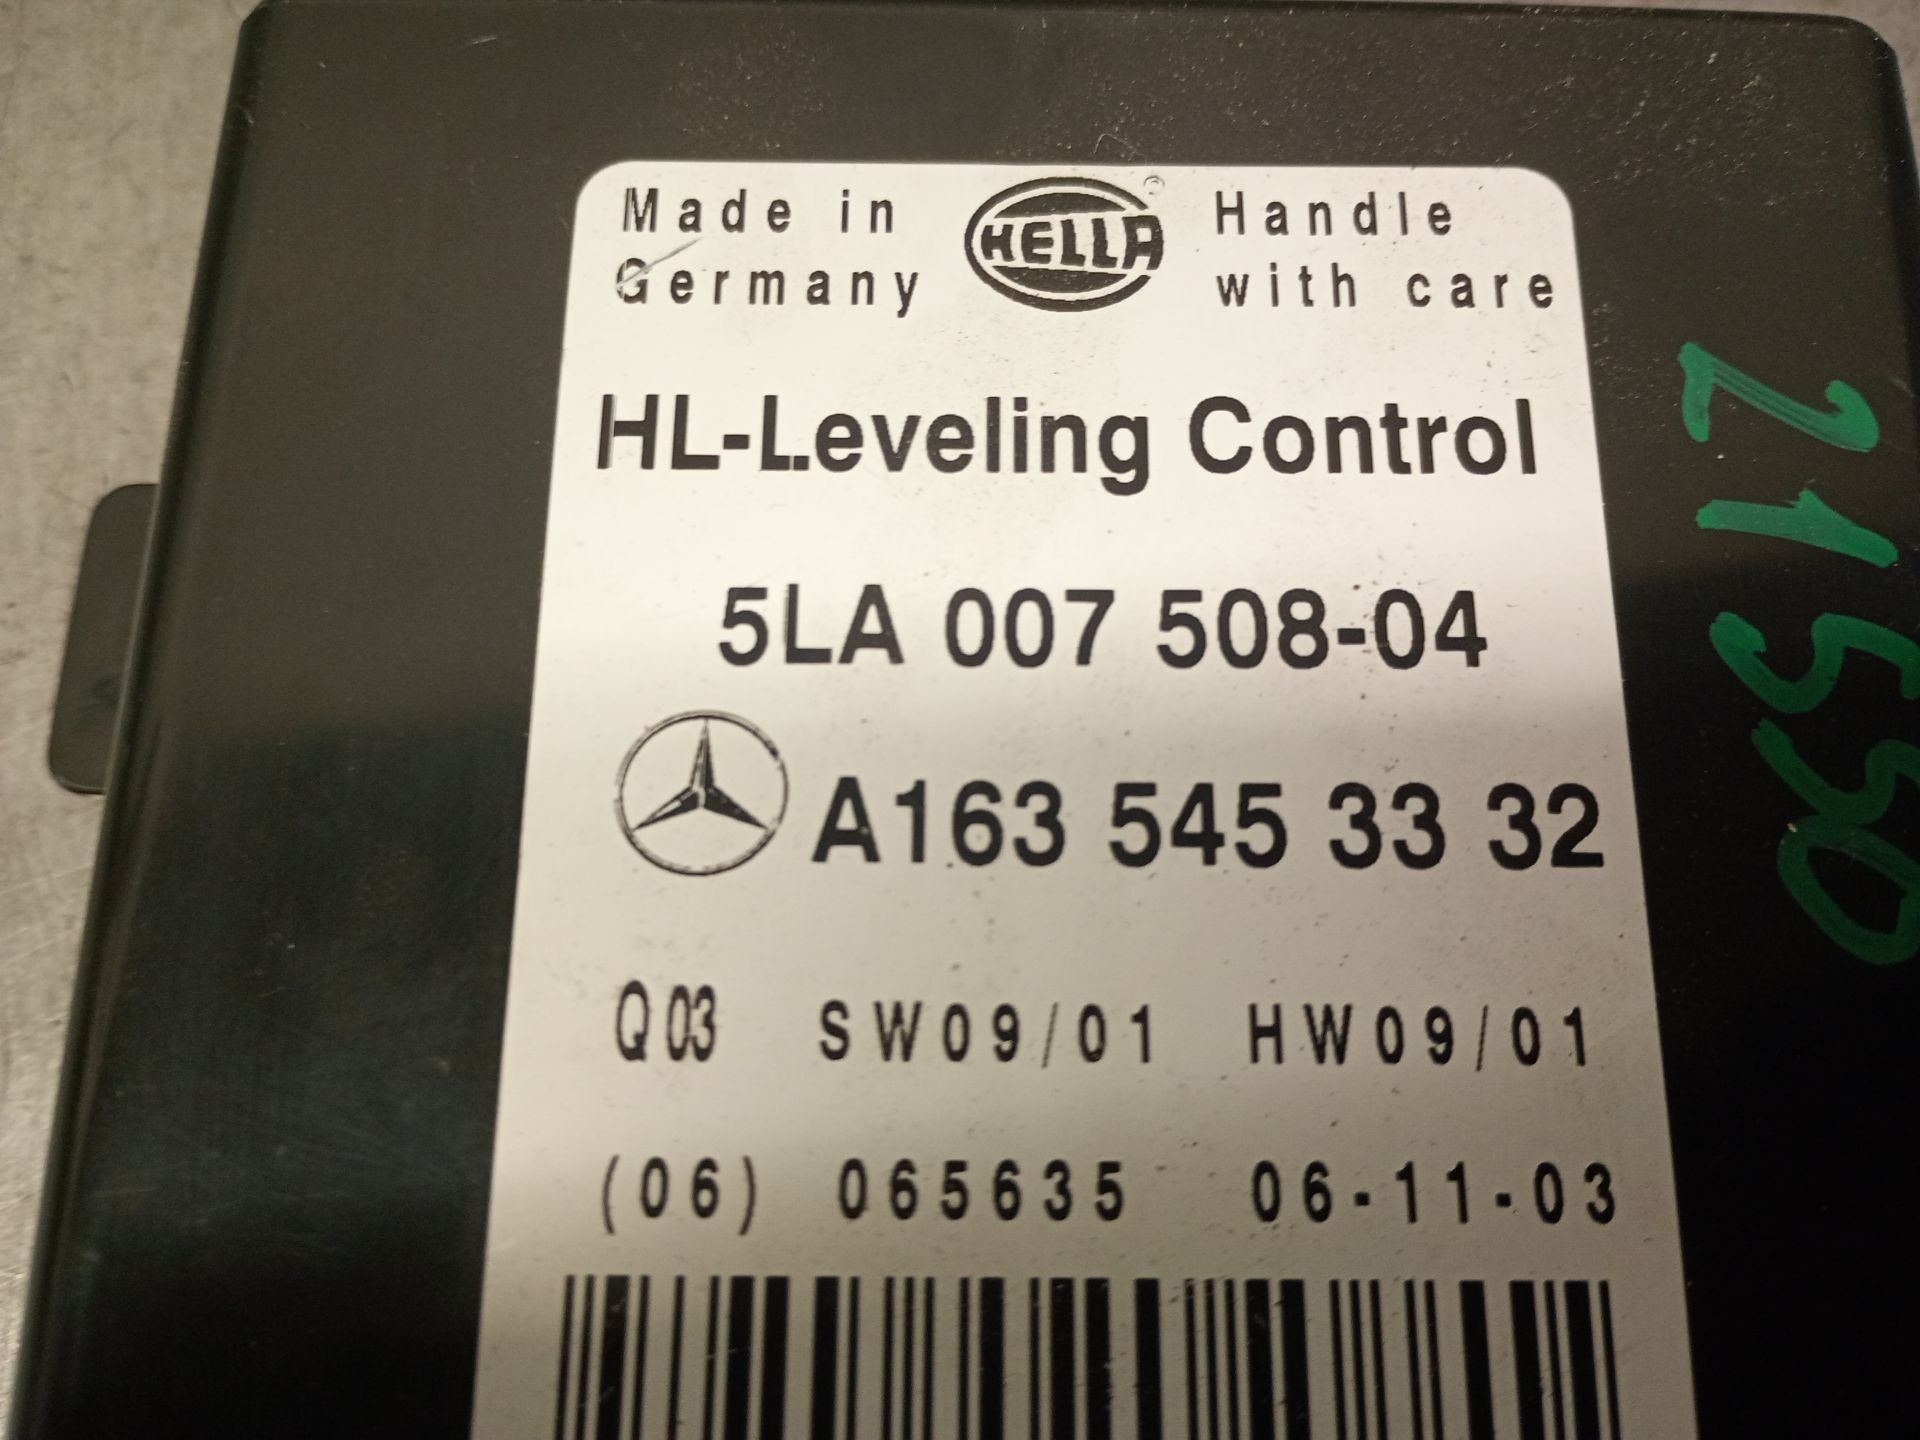 Made in HELLA ® Handle
Germany with care
HL-Leveling Control
5LA 007 508-04
A163 545 33 32
Q03 SW09/01 HW09/01
(06) 065635 06-11-03
21550